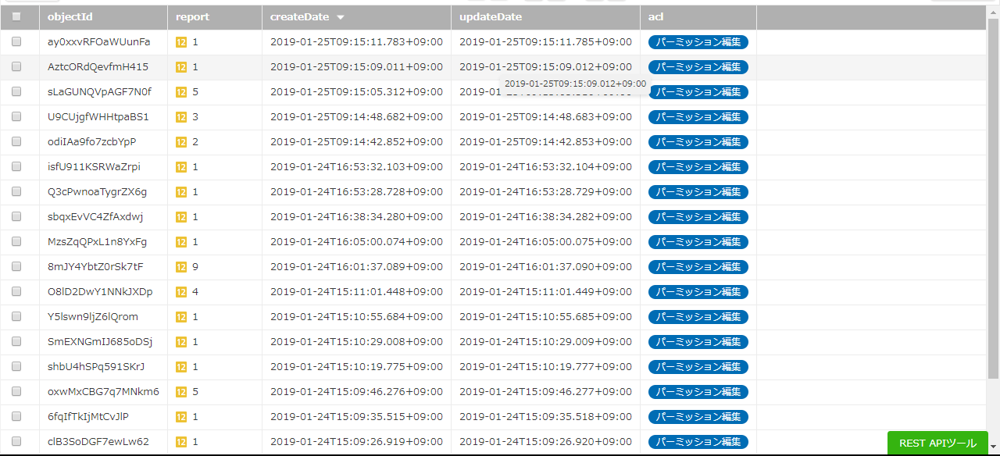 objectId report createDate updateDate acl
ay0xxvRFOaWUunFa 12 1 2019-01-25T09:15:11.783+09:00 2019-01-25T09:15:11.785+09:00 パーミッション編集
AztcORdQevfmH415 12 1 2019-01-25T09:15:09.011+09:00 2019-01-25T09:15:09.012+09:00 パーミッション編集
2019-01-25T09:15:09.012+09:00
sLaGUNQVpAGF7N0f 12 5 2019-01-25T09:15:05.312+09:00 パーミッション編集
U9CUjgfWHHtpaBS1 12 3 2019-01-25T09:14:48.682+09:00 2019-01-25T09:14:48.683+09:00 パーミッション編集
odiIAa9fo7zcbYpP 12 2 2019-01-25T09:14:42.852+09:00 2019-01-25T09:14:42.853+09:00 パーミッション編集
isfU911KSRWaZrpi 12 1 2019-01-24T16:53:32.103+09:00 2019-01-24T16:53:32.104+09:00 パーミッション編集
Q3cPwnoaTygrZX6g 12 1 2019-01-24T16:53:28.728+09:00 2019-01-24T16:53:28.729+09:00 パーミッション編集
sbqxEvVC4ZfAxdwj 12 1 2019-01-24T16:38:34.280+09:00 2019-01-24T16:38:34.282+09:00 パーミッション編集
MzsZqQPxL1n8YxFg 12 1 2019-01-24T16:05:00.074+09:00 2019-01-24T16:05:00.075+09:00 パーミッション編集
8mJY4YbtZ0rSk7tF 12 9 2019-01-24T16:01:37.089+09:00 2019-01-24T16:01:37.090+09:00 パーミッション編集
O8lD2DwY1NNkJXDp 12 4 2019-01-24T15:11:01.448+09:00 2019-01-24T15:11:01.449+09:00 パーミッション編集
Y5lswn9ljZ6lQrom 12 1 2019-01-24T15:10:55.684+09:00 2019-01-24T15:10:55.685+09:00 パーミッション編集
SmEXNGmIJ685oDSj 12 1 2019-01-24T15:10:29.008+09:00 2019-01-24T15:10:29.009+09:00 パーミッション編集
shbU4hSPq591SKrJ 12 1 2019-01-24T15:10:19.775+09:00 2019-01-24T15:10:19.777+09:00 パーミッション編集
oxwMxCBG7q7MNkm6 12 5 2019-01-24T15:09:46.276+09:00 2019-01-24T15:09:46.277+09:00 パーミッション編集
6fqIfTkIjMtCvJlP 12 1 2019-01-24T15:09:35.515+09:00 2019-01-24T15:09:35.518+09:00 パーミッション編集
clB3SoDGF7ewLw62 12 1 2019-01-24T15:09:26.919+09:00 2019-01-24T15:09:26.920+09:00 パーミッション編集
REST APIツール